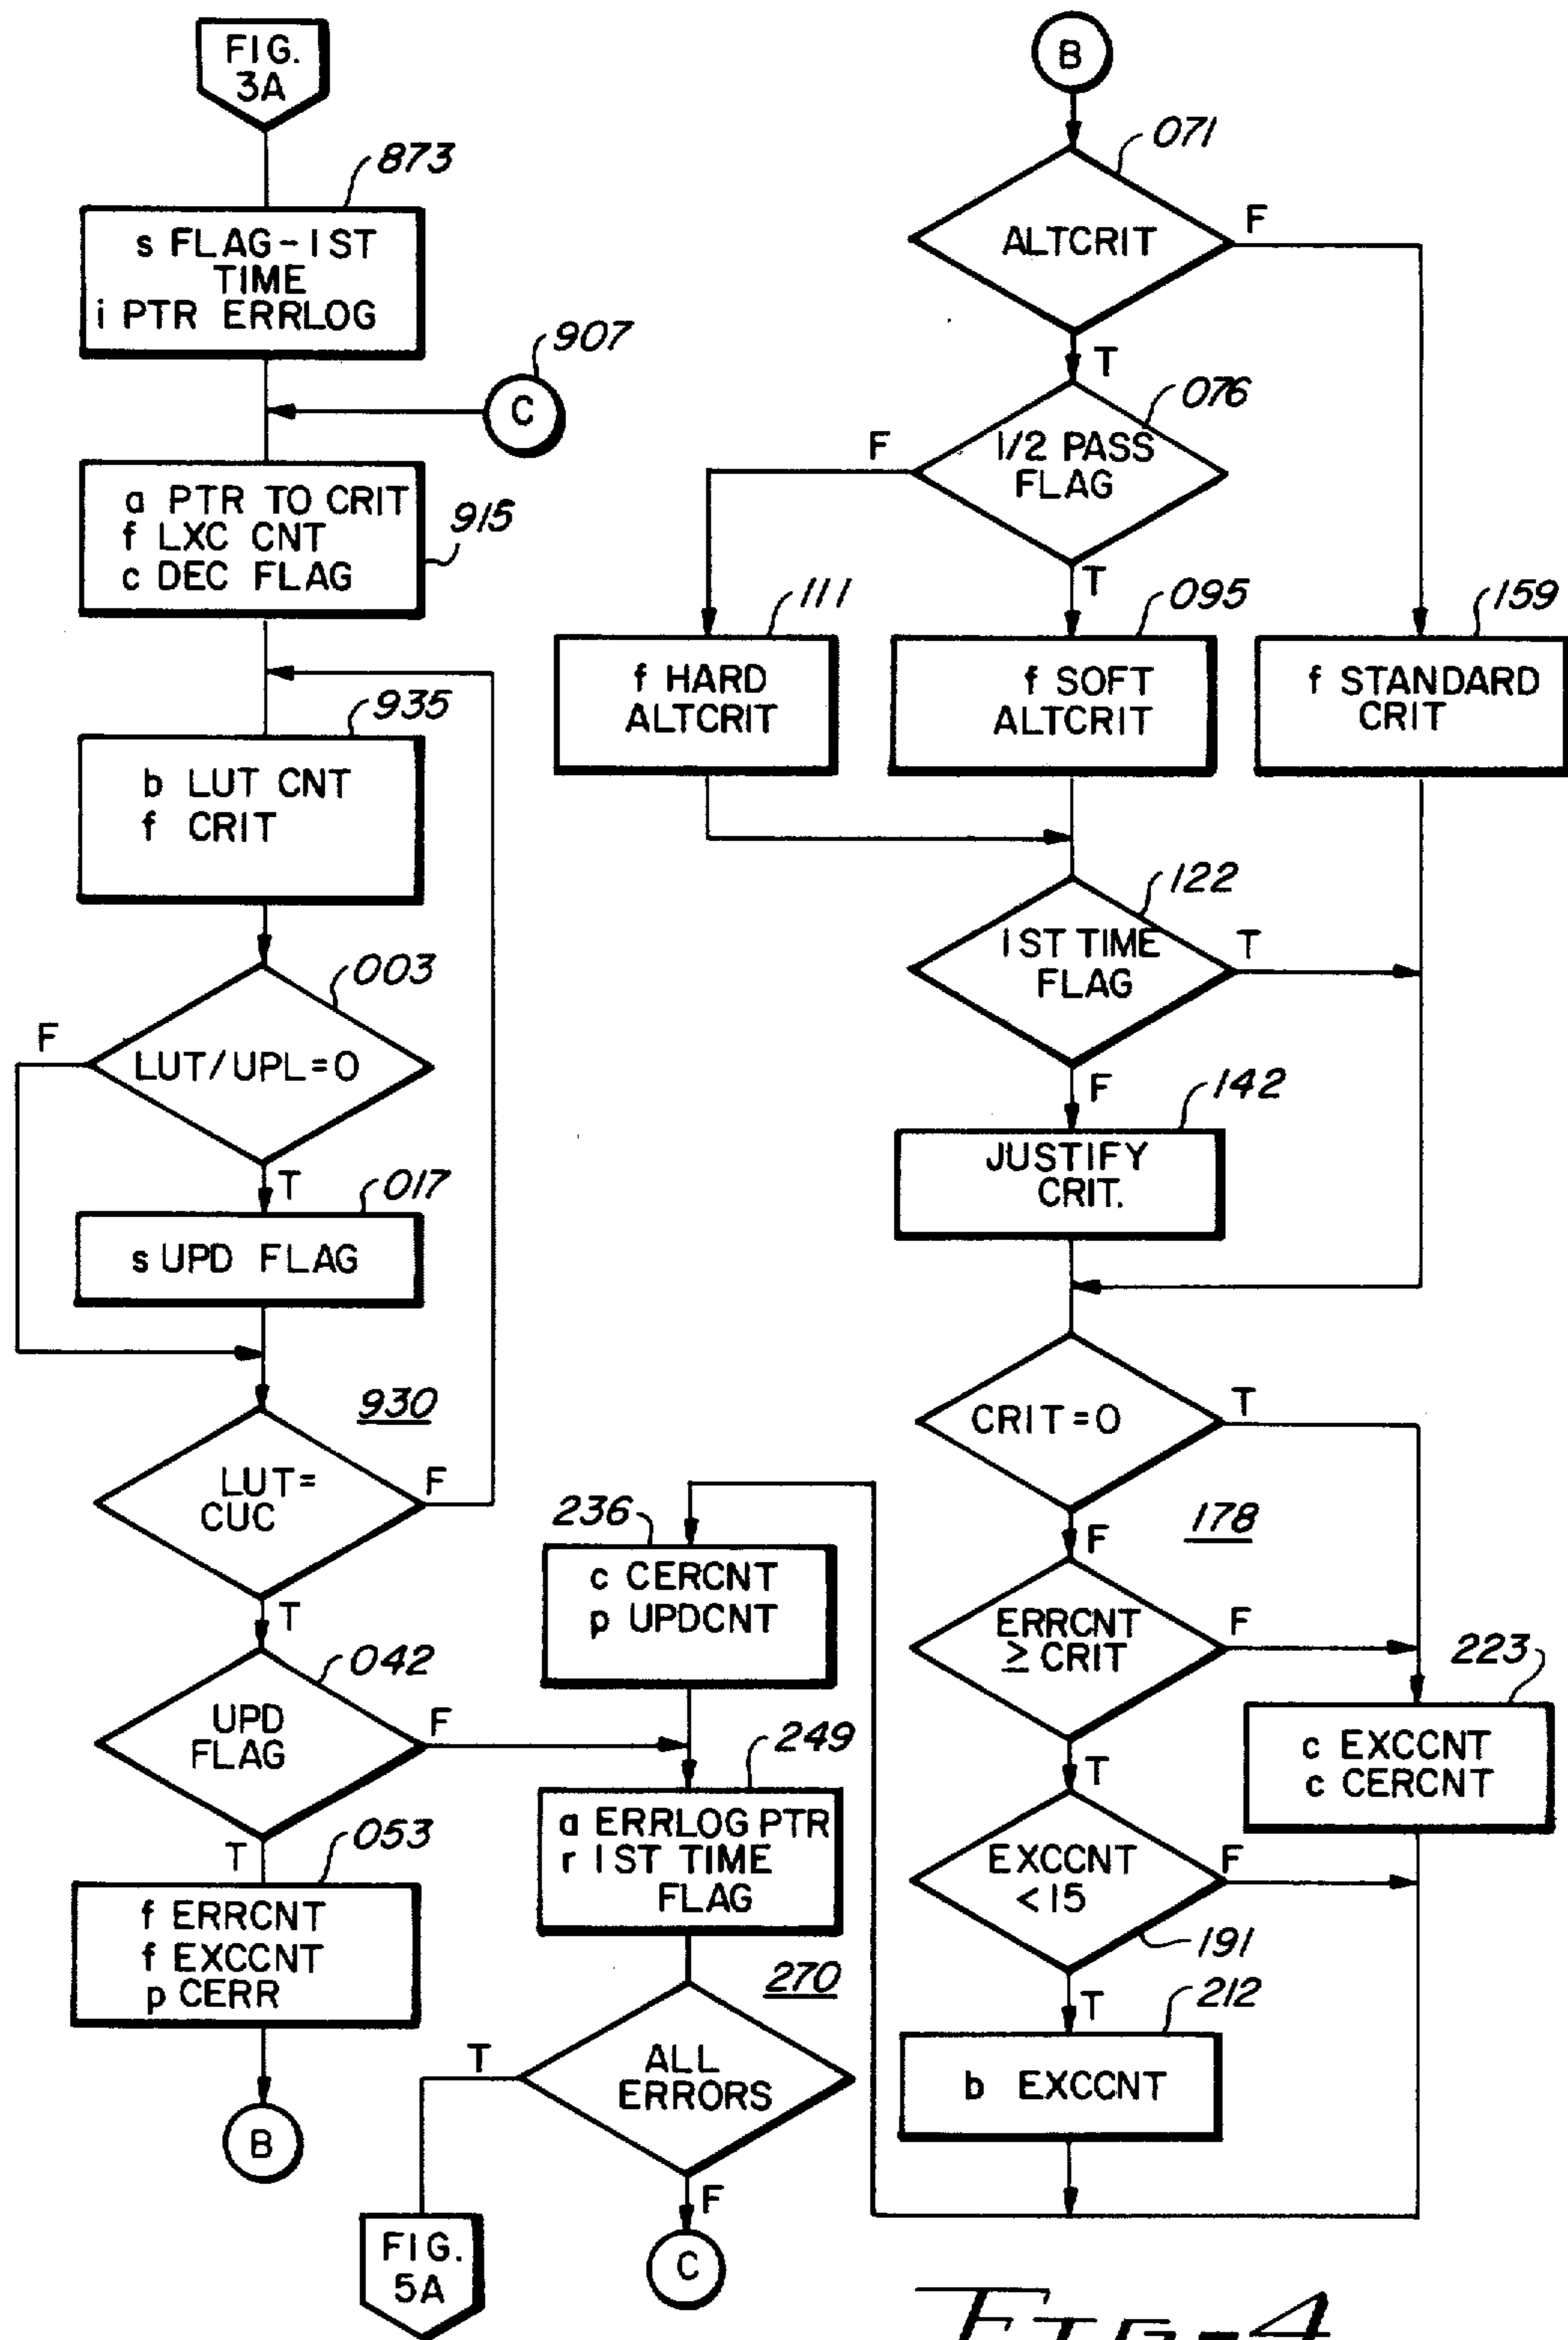 FIG.
3A
873
s FLAG-1ST
TIME
i PTR ERRLOG
907
C
a PTR TO CRIT
f LXC CNT
c DEC FLAG
915
935
b LUT CNT
f CRIT
003
F
LUT/UPL=0
T
017
s UPD FLAG
930
LUT=
CUC
F
T
042
UPD
FLAG
F
T
053
f ERRCNT
f EXCCNT
p CERR
B
236
c CERCNT
p UPDCNT
249
a ERRLOG PTR
r 1ST TIME
FLAG
270
ALL
ERRORS
T
F
FIG.
5A
C
B
071
ALTCRIT
F
T
076
1/2 PASS
FLAG
F
T
111
f HARD
ALTCRIT
095
f SOFT
ALTCRIT
159
f STANDARD
CRIT
122
1ST TIME
FLAG
T
F
142
JUSTIFY
CRIT.
CRIT=0
T
F
178
ERRCNT
≥ CRIT
F
T
223
c EXCCNT
c CERCNT
EXCCNT
<15
F
191
T
212
b EXCCNT
FIG-4